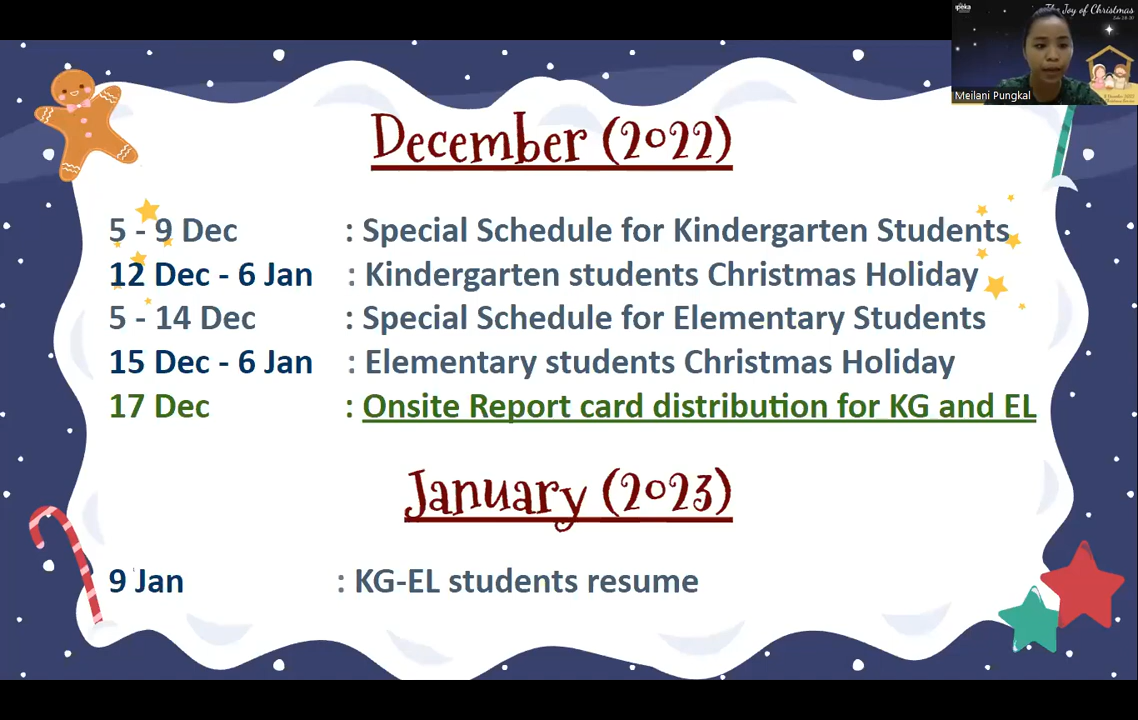 ipeka
The Joy of Christmas
Meilani Pungkal
December (2022)
5 - 9 Dec : Special Schedule for Kindergarten Students
12 Dec - 6 Jan : Kindergarten students Christmas Holiday
5 - 14 Dec : Special Schedule for Elementary Students
15 Dec - 6 Jan : Elementary students Christmas Holiday
17 Dec : Onsite Report card distribution for KG and EL
January (2023)
9 Jan : KG-EL students resume